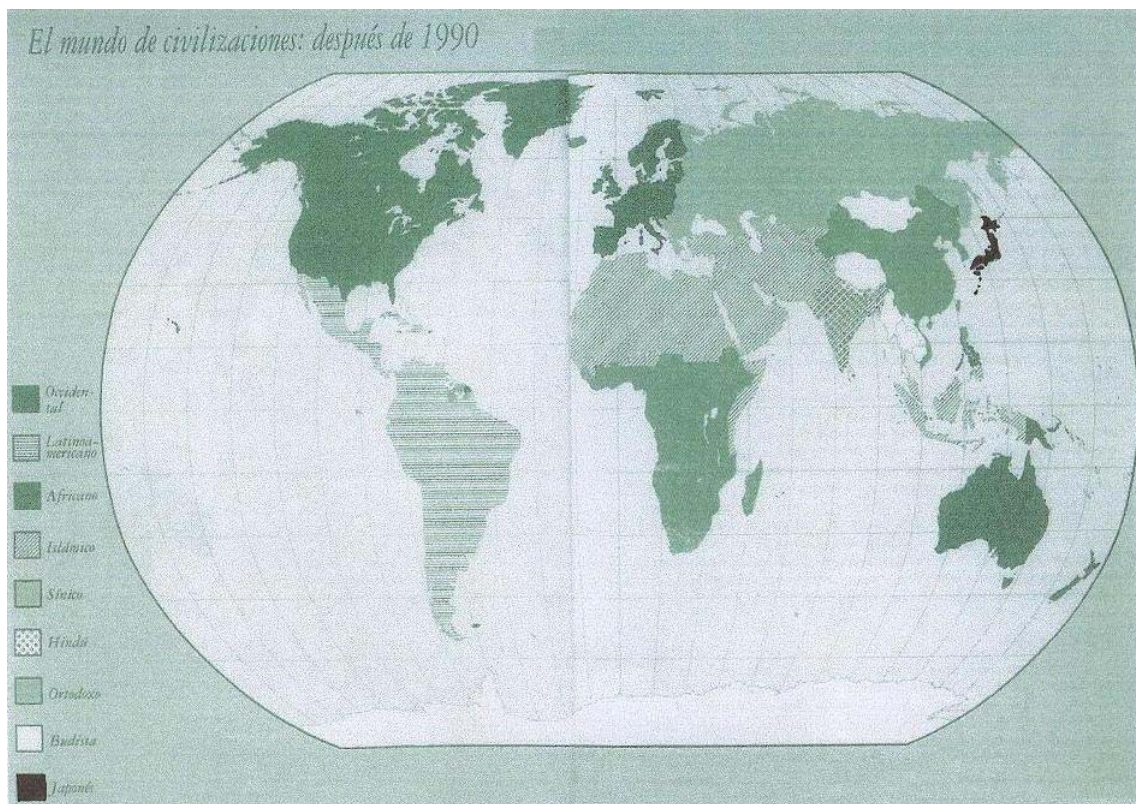 El mundo de civilizaciones: después de 1990
Occiden-
tal
Latinoa-
mericano
Africano
Islámico
Sínico
Hindú
Ortodoxo
Budista
Japonés